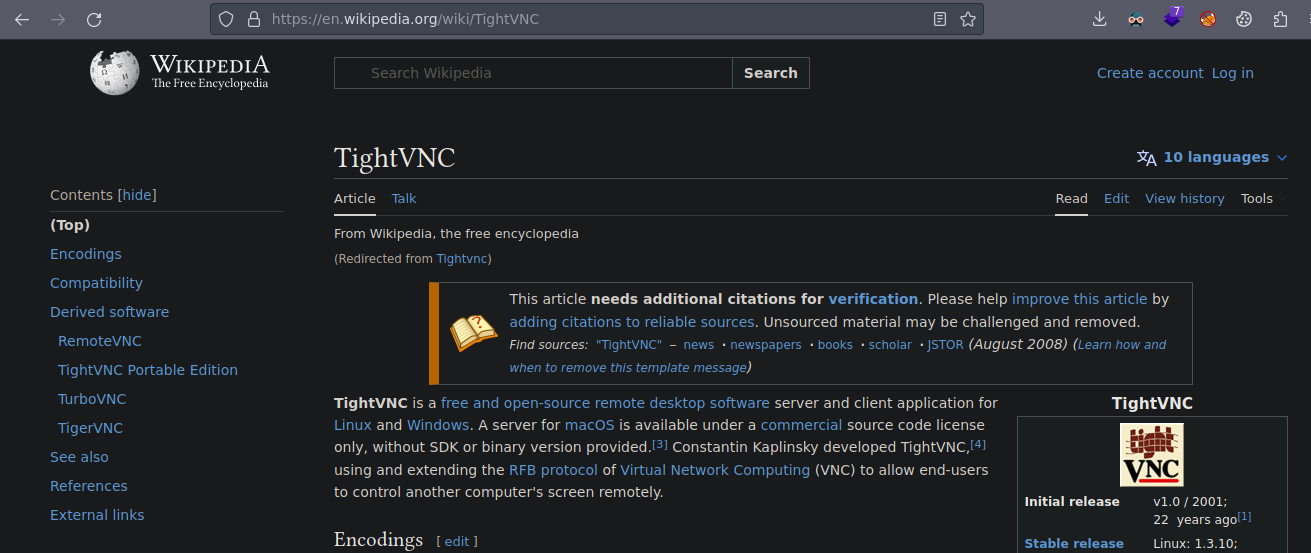 https://en.wikipedia.org/wiki/TightVNC
7
WIKIPEDIA
The Free Encyclopedia
Search Wikipedia
Search
Create account Log in
TightVNC
10 languages
Contents [hide]
(Top)
Encodings
Compatibility
Derived software
RemoteVNC
TightVNC Portable Edition
TurboVNC
TigerVNC
See also
References
External links
Article Talk
Read Edit View history Tools
From Wikipedia, the free encyclopedia
(Redirected from Tightvnc)
This article needs additional citations for verification. Please help improve this article by
adding citations to reliable sources. Unsourced material may be challenged and removed.
Find sources: "TightVNC" – news · newspapers · books · scholar · JSTOR (August 2008) (Learn how and
when to remove this template message)
TightVNC is a free and open-source remote desktop software server and client application for
Linux and Windows. A server for macOS is available under a commercial source code license
only, without SDK or binary version provided.[3] Constantin Kaplinsky developed TightVNC,[4]
using and extending the RFB protocol of Virtual Network Computing (VNC) to allow end-users
to control another computer's screen remotely.
Encodings [ edit ]
TightVNC
tight
VNC
Initial release v1.0 / 2001;
22 years ago[1]
Stable release Linux: 1.3.10;